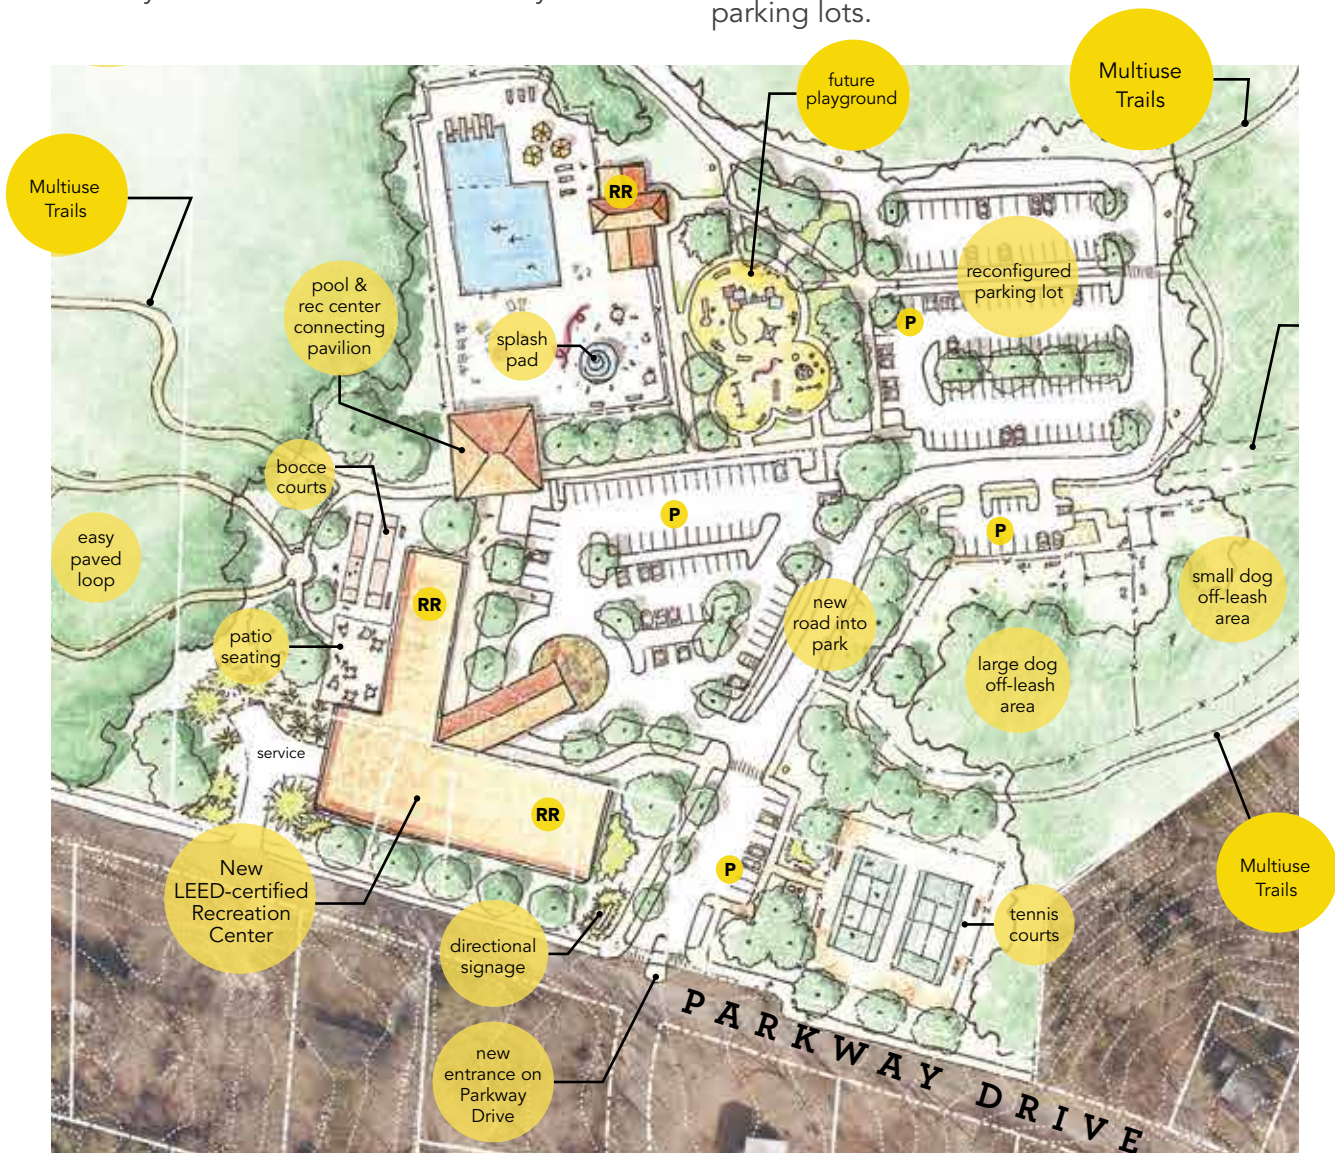 parking lots.
future
playground
Multiuse
Trails
Multiuse
Trails
RR
reconfigured
parking lot
pool &
rec center
connecting
pavilion
splash
pad
P
bocce
courts
P
P
easy
paved
loop
small dog
off-leash
area
RR
new
road into
park
patio
seating
large dog
off-leash
area
service
RR
New
LEED-certified
Recreation
Center
P
Multiuse
Trails
tennis
courts
directional
signage
PARKWAY DRIVE
new
entrance on
Parkway
Drive